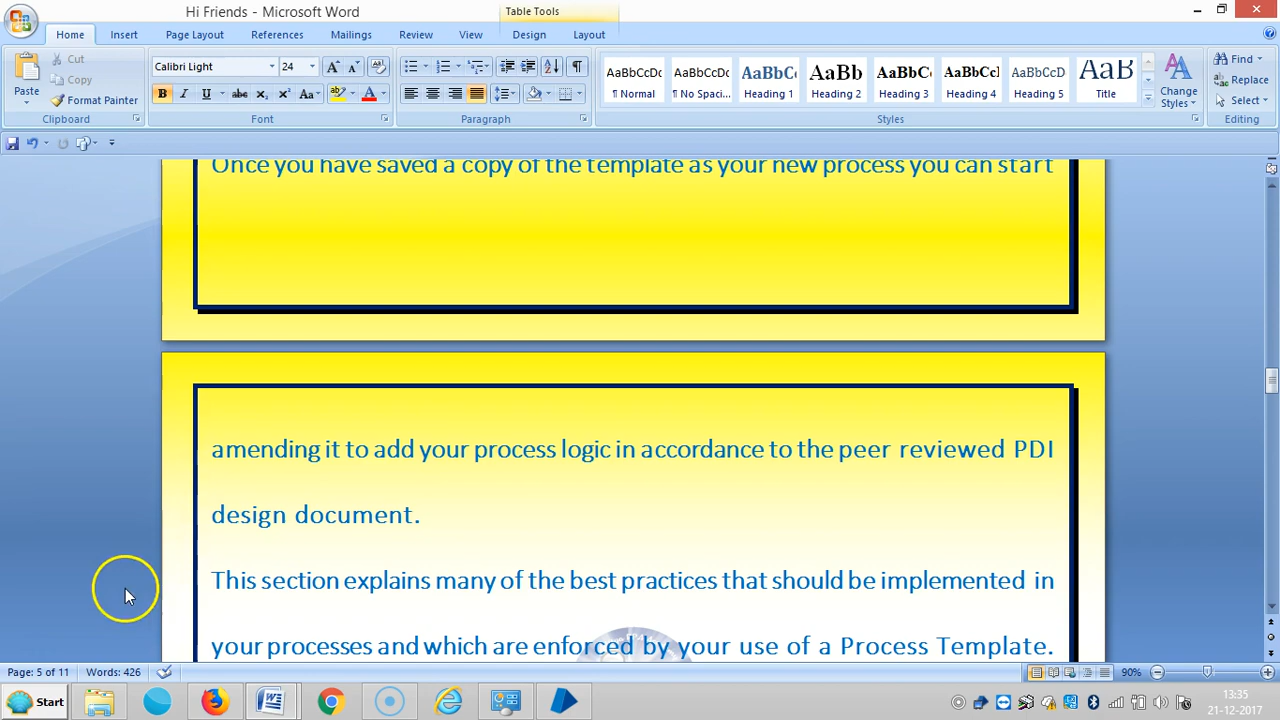 Hi Friends - Microsoft Word
Table Tools
Home
Insert
Page Layout
References
Mailings
Review
View
Design
Layout
Paste
Cut
Copy
Format Painter
Clipboard
Calibri Light
24
Font
Paragraph
AaBbCcDc
¶ Normal
AaBbCcDc
¶ No Spaci...
AaBbC
Heading 1
AaBb
Heading 2
AaBbC
Heading 3
AaBbCcI
Heading 4
AaBbCcD
Heading 5
AaB
Title
Change
Styles
Styles
Find
Replace
Select
Editing
Once you have saved a copy of the template as your new process you can start
amending it to add your process logic in accordance to the peer reviewed PDI
design document.
This section explains many of the best practices that should be implemented in
your processes and which are enforced by your use of a Process Template.
Page: 5 of 11
Words: 426
90%
Start
13:35
21-12-2017